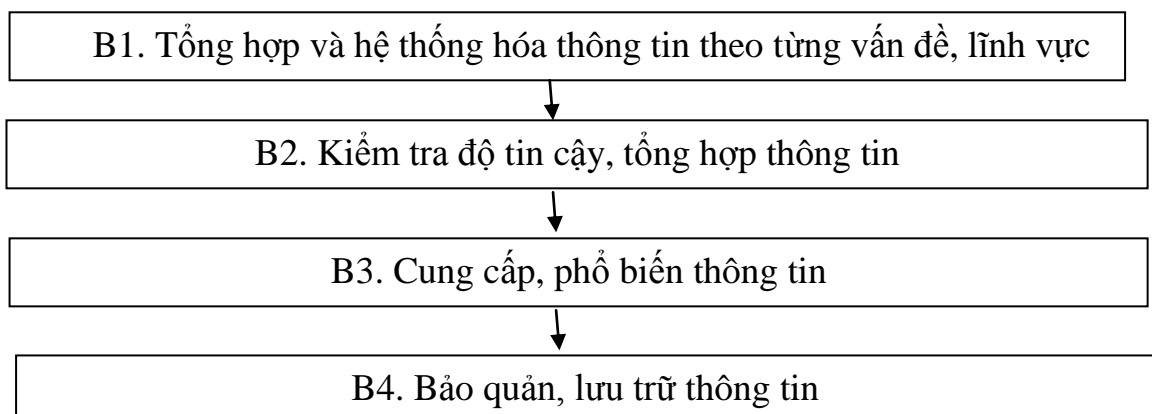 B1. Tổng hợp và hệ thống hóa thông tin theo từng vấn đề, lĩnh vực
B2. Kiểm tra độ tin cậy, tổng hợp thông tin
B3. Cung cấp, phổ biến thông tin
B4. Bảo quản, lưu trữ thông tin